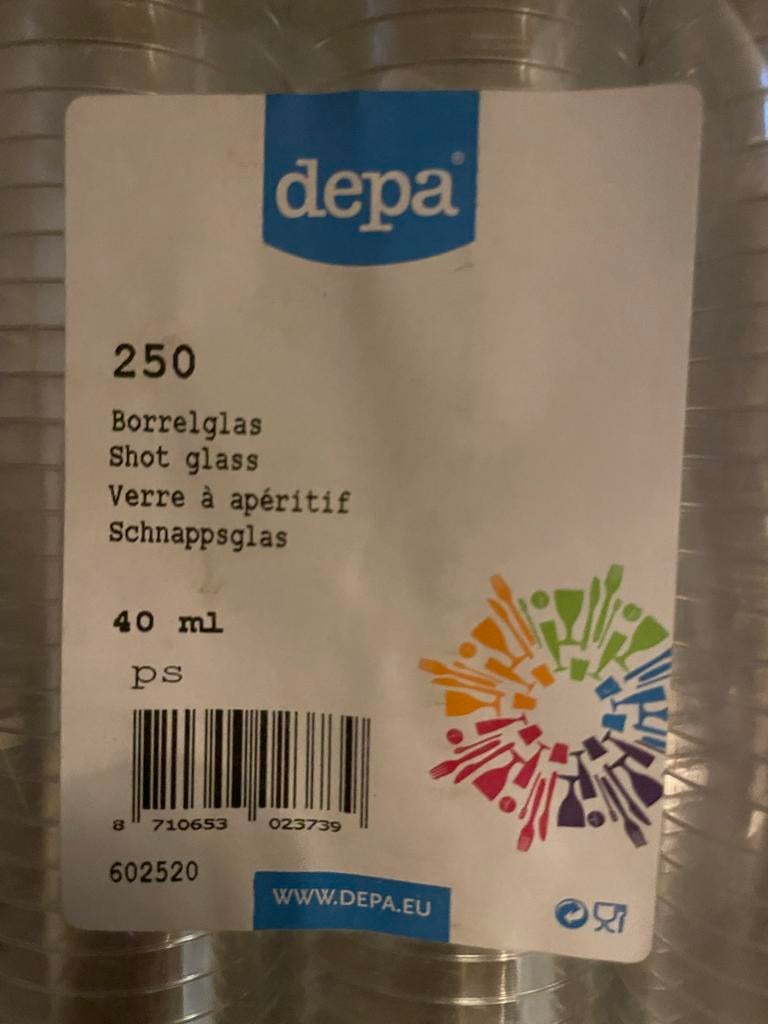 depa®
250
Borrelglas
Shot glass
Verre à apéritif
Schnappsglas
40 ml
ps
8 710653 023739
602520
WWW.DEPA.EU